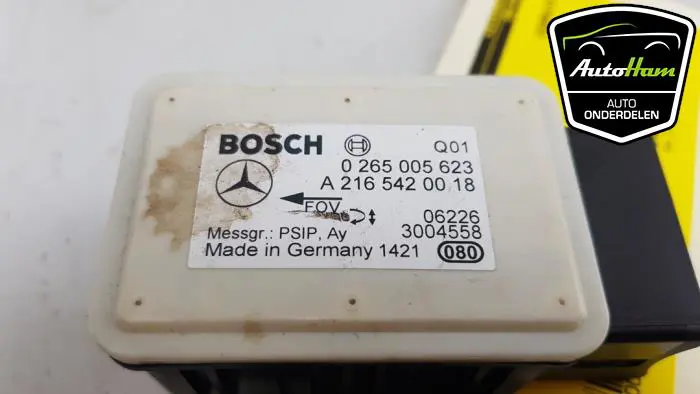 AutoHam
AUTO
ONDERDELEN
BOSCH Q01
0 265 005 623
A 216 542 00 18
FOV
06226
Messgr.: PSIP, Ay 3004558
Made in Germany 1421 080